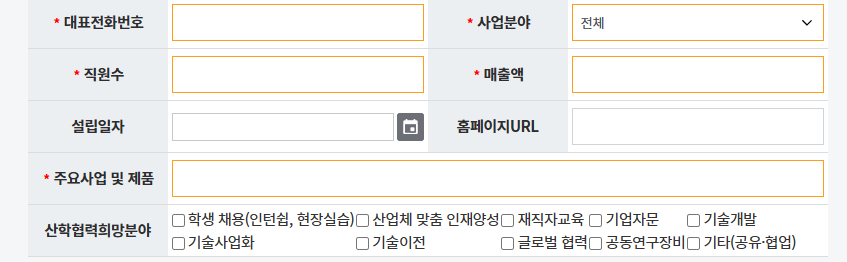 * 대표전화번호 * 사업분야 전체
* 직원수 * 매출액
설립일자 홈페이지URL
* 주요사업 및 제품
산학협력희망분야 학생 채용(인턴쉽, 현장실습) 산업체 맞춤 인재양성 재직자교육 기업자문 기술개발
기술사업화 기술이전 글로벌 협력 공동연구장비 기타(공유·협업)